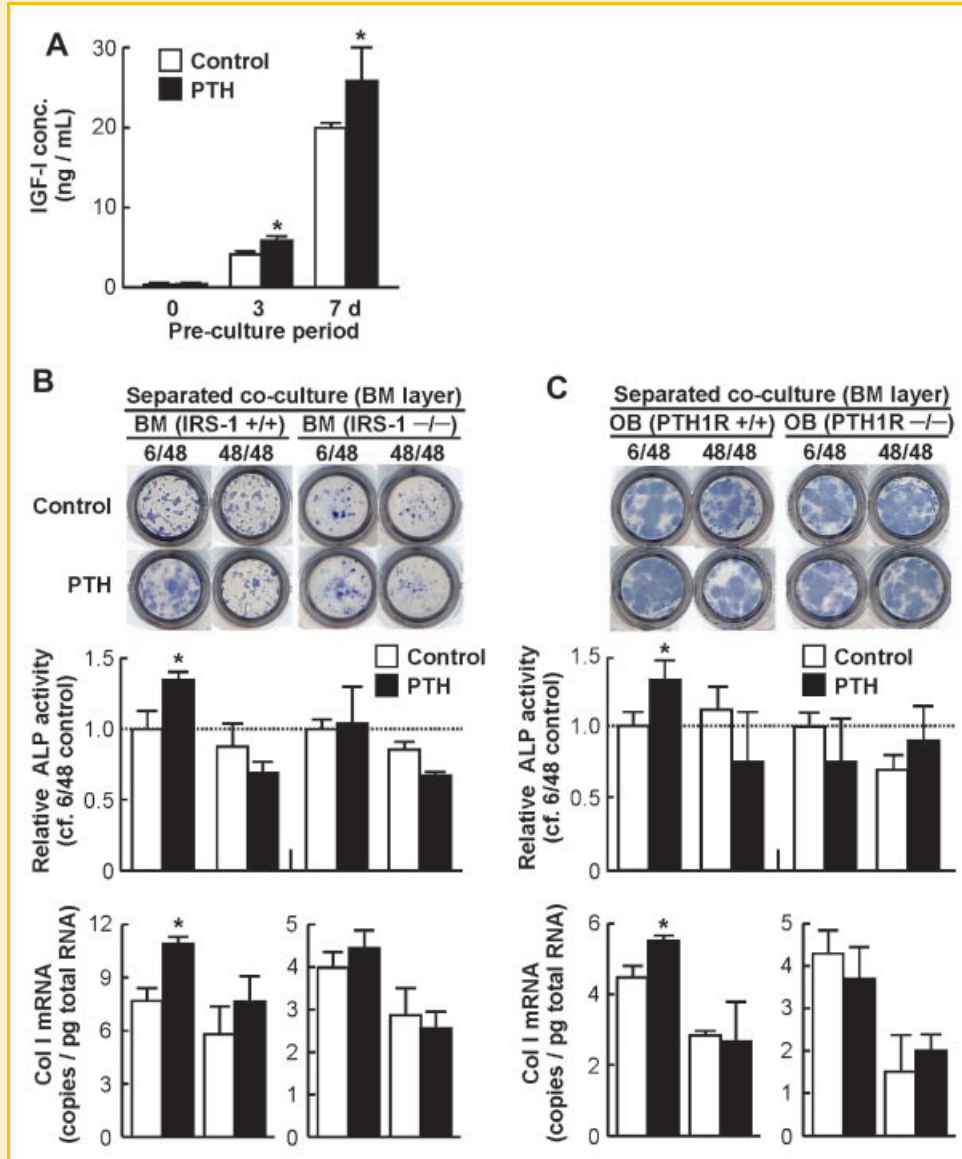 A
30
20
10
0
IGF-I conc.
(ng / mL)
Control
PTH
*
*
0 3 7 d
Pre-culture period
B
Separated co-culture (BM layer)
BM (IRS-1 +/+) BM (IRS-1 −/−)
6/48 48/48 6/48 48/48
Control
PTH
Relative ALP activity
(cf. 6/48 control)
1.5
1.0
0.5
0
*
Control
PTH
Col I mRNA
(copies / pg total RNA)
12
9
6
3
0
*
5
4
3
2
1
0
C
Separated co-culture (BM layer)
OB (PTH1R +/+) OB (PTH1R −/−)
6/48 48/48 6/48 48/48
Relative ALP activity
(cf. 6/48 control)
1.5
1.0
0.5
0
*
Control
PTH
Col I mRNA
(copies / pg total RNA)
6
4
2
0
*
5
4
3
2
1
0